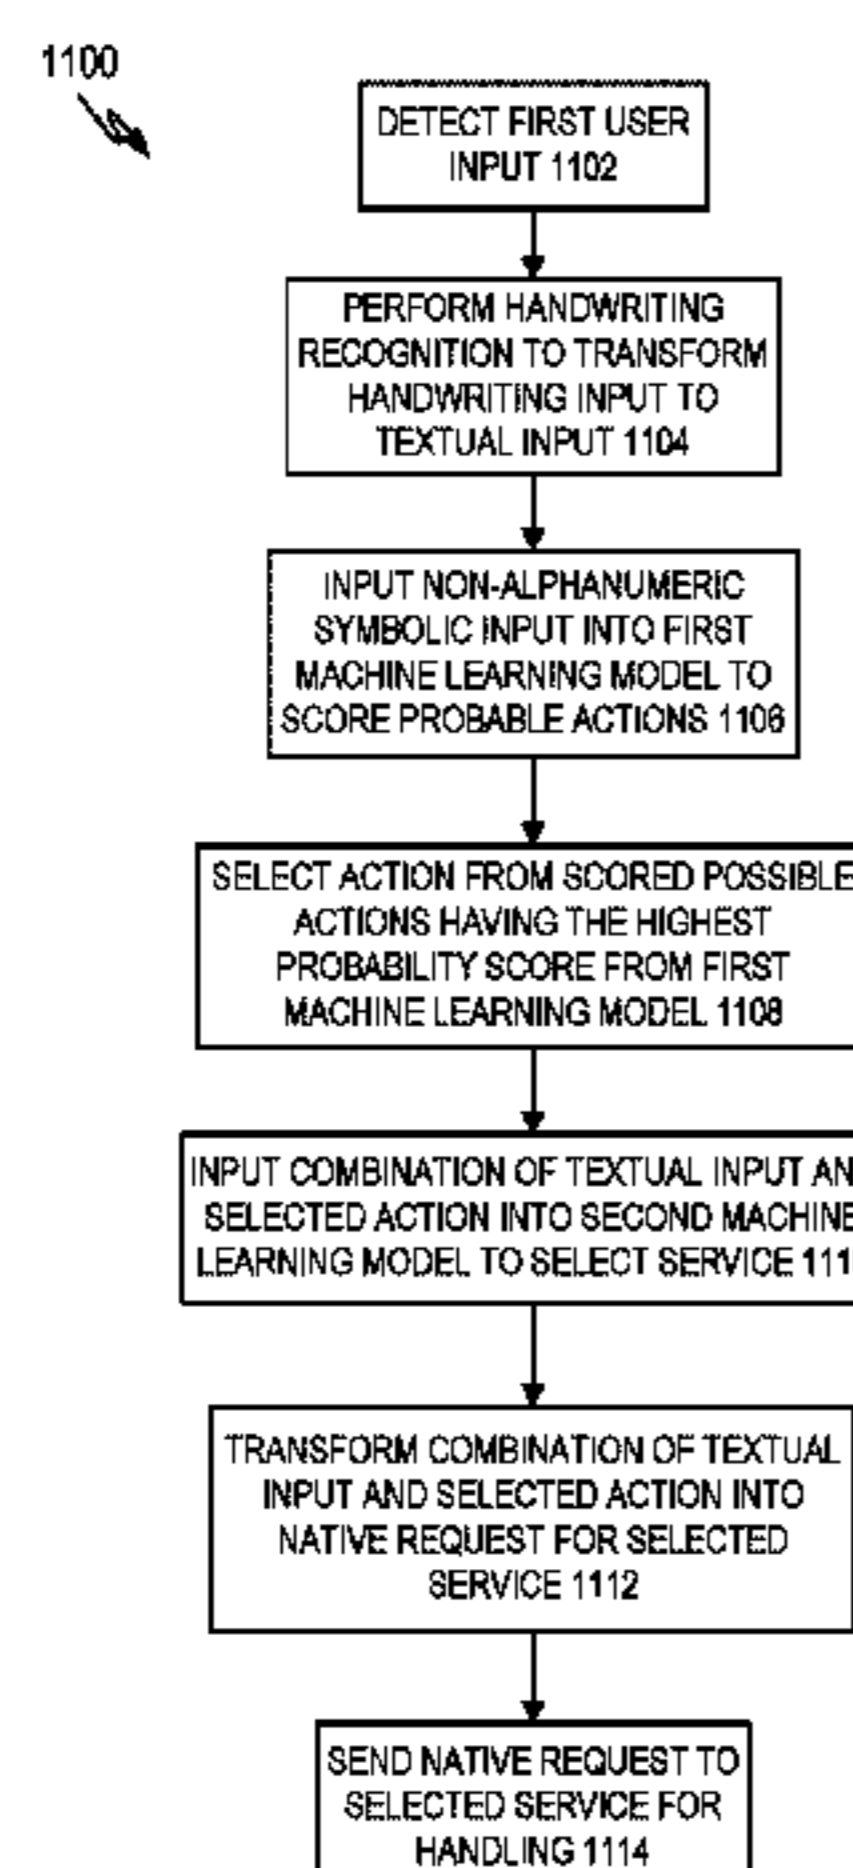 1100
DETECT FIRST USER
INPUT 1102
PERFORM HANDWRITING
RECOGNITION TO TRANSFORM
HANDWRITING INPUT TO
TEXTUAL INPUT 1104
INPUT NON-ALPHANUMERIC
SYMBOLIC INPUT INTO FIRST
MACHINE LEARNING MODEL TO
SCORE PROBABLE ACTIONS 1106
SELECT ACTION FROM SCORED POSSIBLE
ACTIONS HAVING THE HIGHEST
PROBABILITY SCORE FROM FIRST
MACHINE LEARNING MODEL 1108
INPUT COMBINATION OF TEXTUAL INPUT
SELECTED ACTION INTO SECOND MACHINE
LEARNING MODEL TO SELECT SERVICE
TRANSFORM COMBINATION OF TEXTUAL
INPUT AND SELECTED ACTION INTO
NATIVE REQUEST FOR SELECTED
SERVICE 1112
SEND NATIVE REQUEST TO
SELECTED SERVICE FOR
HANDLING 1114